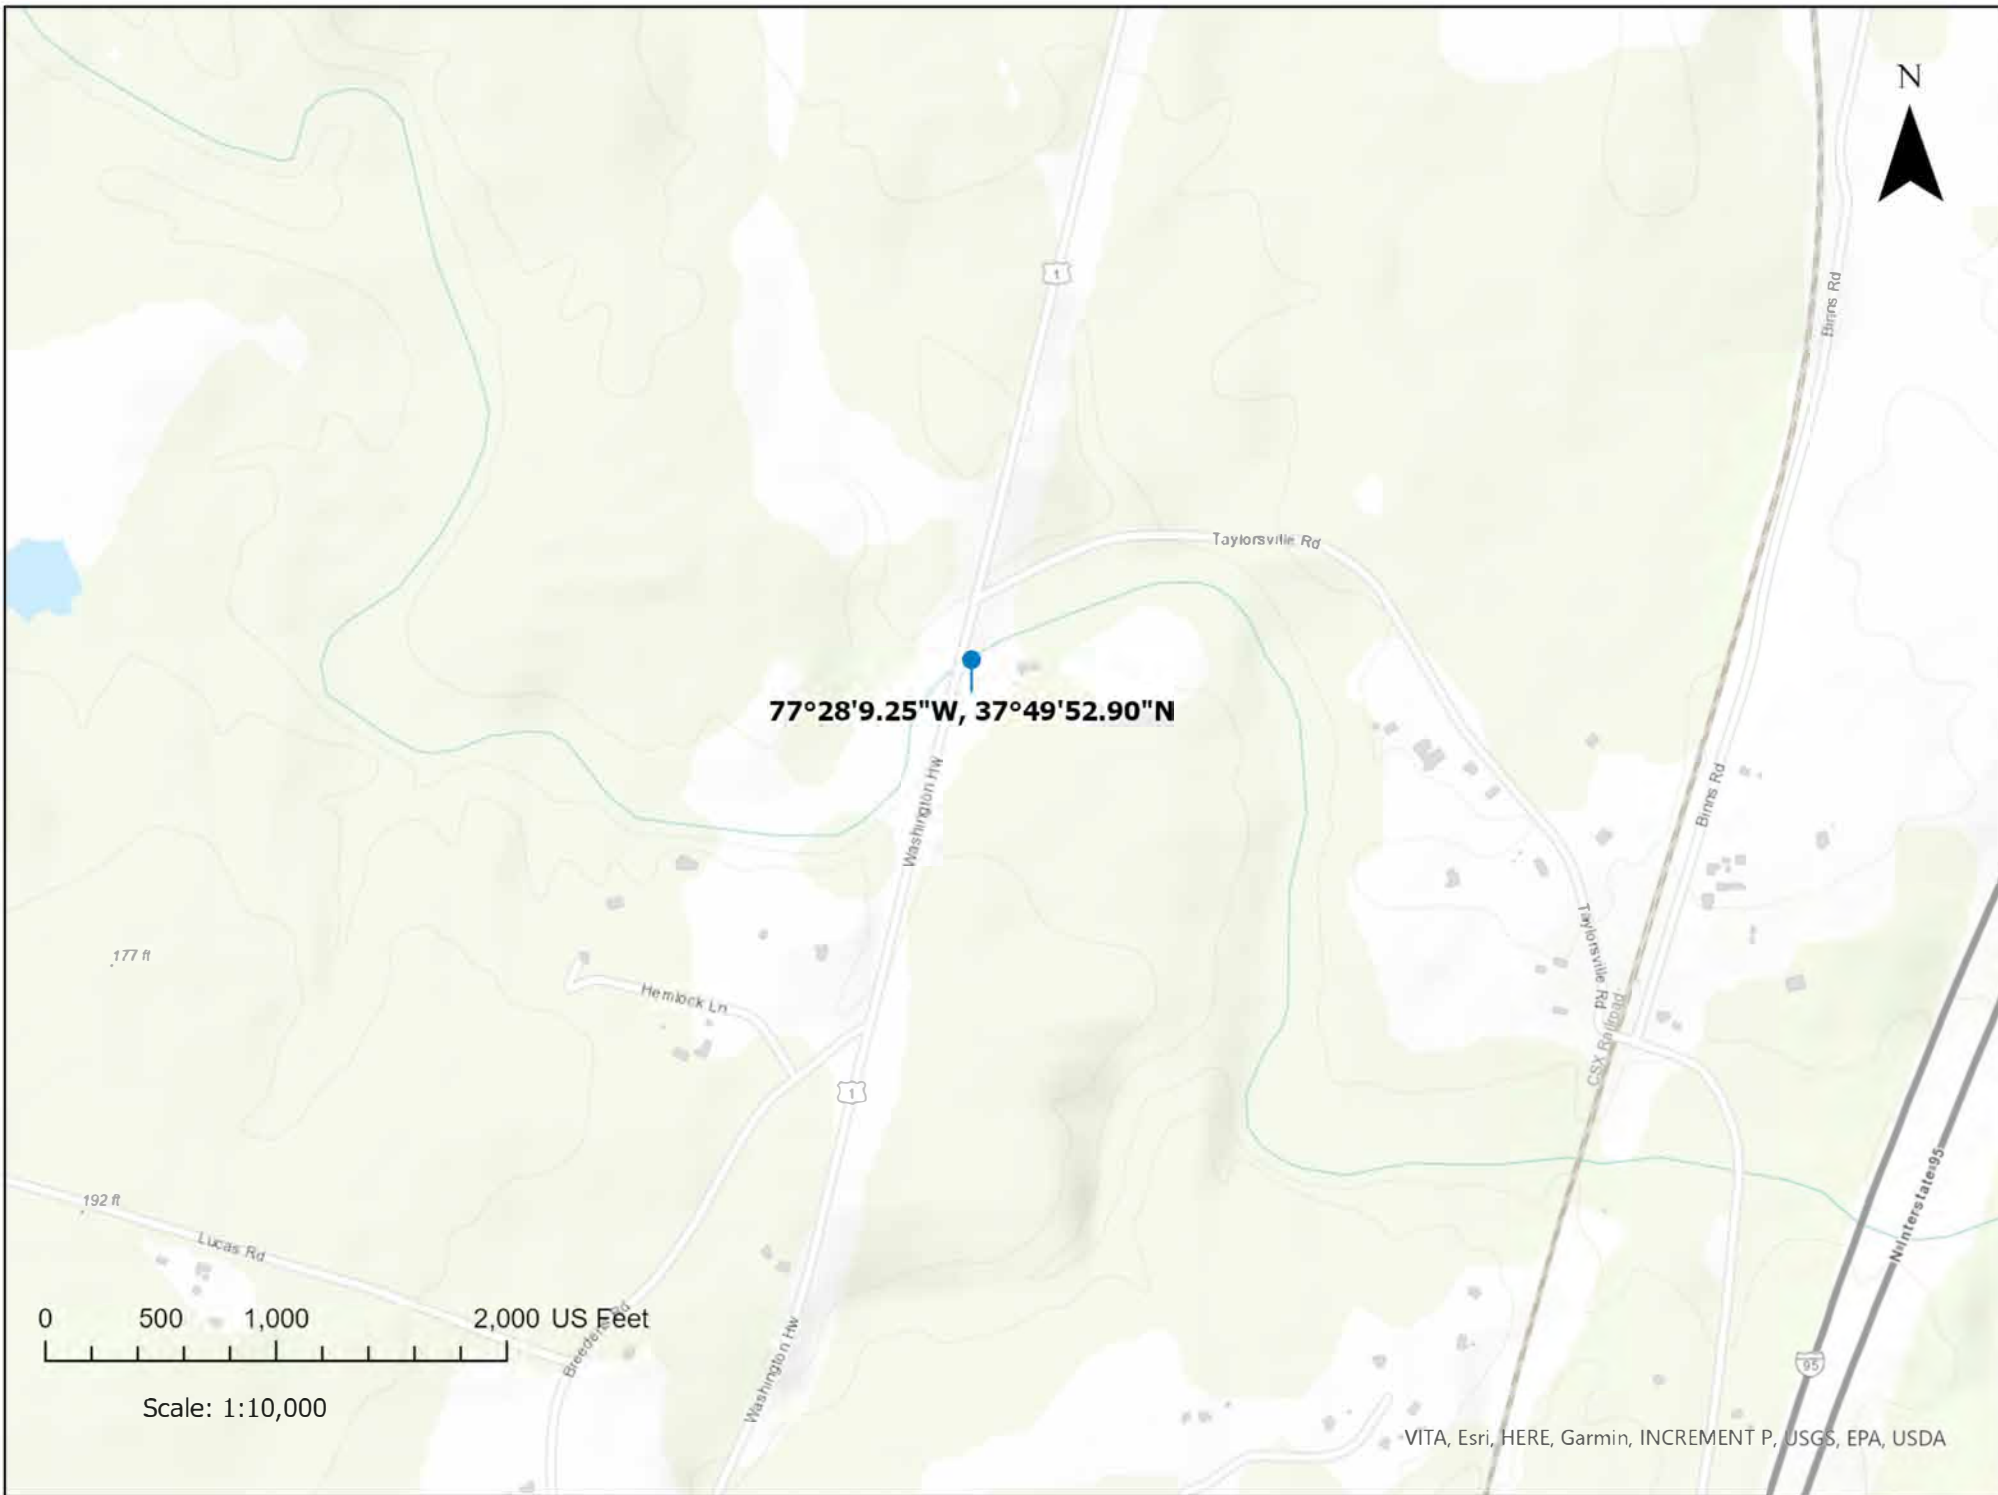 N
1
Binns Rd
Taylorsville Rd
77°28'9.25"W, 37°49'52.90"N
Washington Hw
Binns Rd
Taylorsville Rd
177 ft
Hemlock Ln
CSX Railroad
1
192 ft
Lucas Rd
N Interstate 95
0 500 1,000 2,000 US Feet
Washington Hw
95
Scale: 1:10,000
VITA, Esri, HERE, Garmin, INCREMENT P, USGS, EPA, USDA